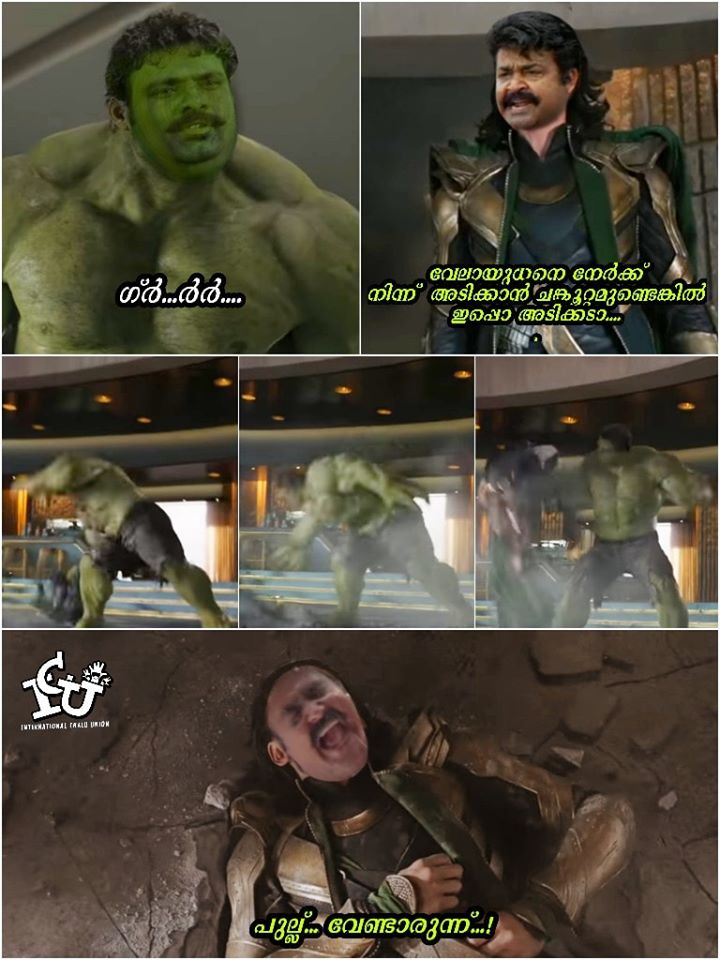 ഗ്ർ...ർർ....
വേലായുധനെ നേർക്ക്
നിന്ന് അടിക്കാൻ ചങ്കൂറ്റമുണ്ടെങ്കിൽ
ഇപ്പൊ അടിക്കടാ....
ICU
INTERNATIONAL CHALU UNION
പുല്ല്... വേണ്ടാരുന്ന്...!